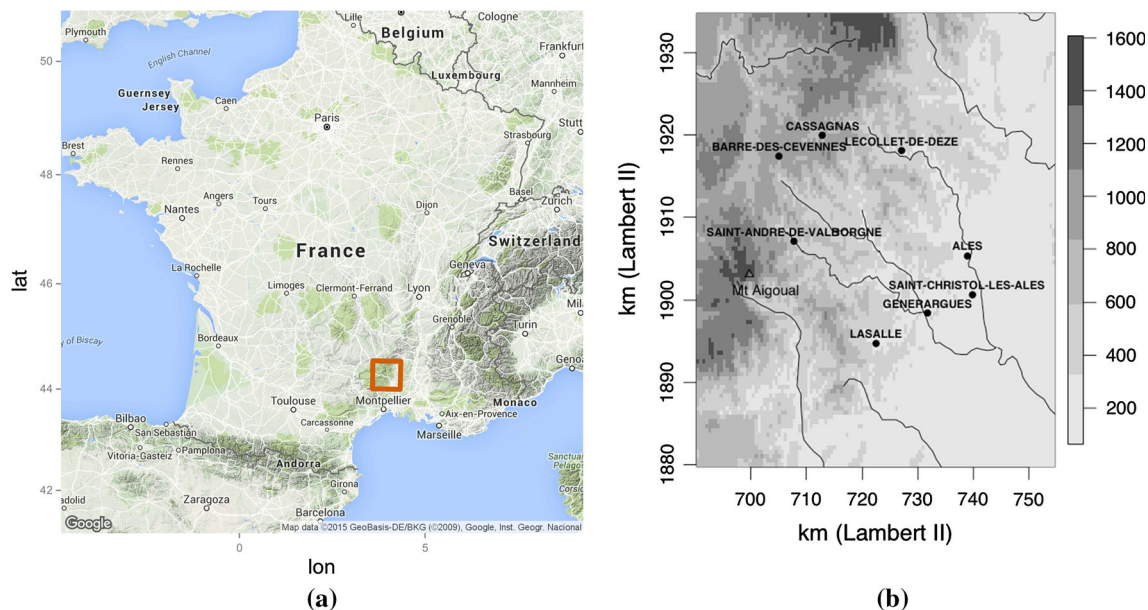 lat
50
48
46
44
42
Plymouth
English Channel
Guernsey
Jersey
Brest
Caen
Rennes
Nantes
Angers
Tours
Paris
Lille
Belgium
Cologne
Frankfurt
Luxembourg
Mannheim
Strasbourg
Stutt
Basel
Zürich
Dijon
France
Switzerland
Geneva
La Rochelle
Limoges
Clermont-Ferrand
Lyon
Mila
Turin
Grenoble
Genoa
Bordeaux
y of Biscay
Toulouse
Montpellier
Monaco
Aix-en-Provence
Marseille
Carcassonne
Bilbao
San Sebastian
Vitoria-Gasteiz
Pamplona
Andorra
Sanctuar
Pelagos
Corsica
Girona
Zaragoza
adolid
Barcelona
Google
Map data ©2015 GeoBasis-DE/BKG (©2009), Google, Inst. Geogr. Nacional
0
5
lon
(a)
km (Lambert II)
1930
1920
1910
1900
1890
1880
CASSAGNAS
BARRE-DES-CEVENNES
LECOLLET-DE-DEZE
SAINT-ANDRE-DE-VALBORGNE
ALES
Mt Aigoual
SAINT-CHRISTOL-LES-ALES
GENERARGUES
LASALLE
700
710
720
730
740
750
km (Lambert II)
1600
1400
1200
1000
800
700
600
200
(b)